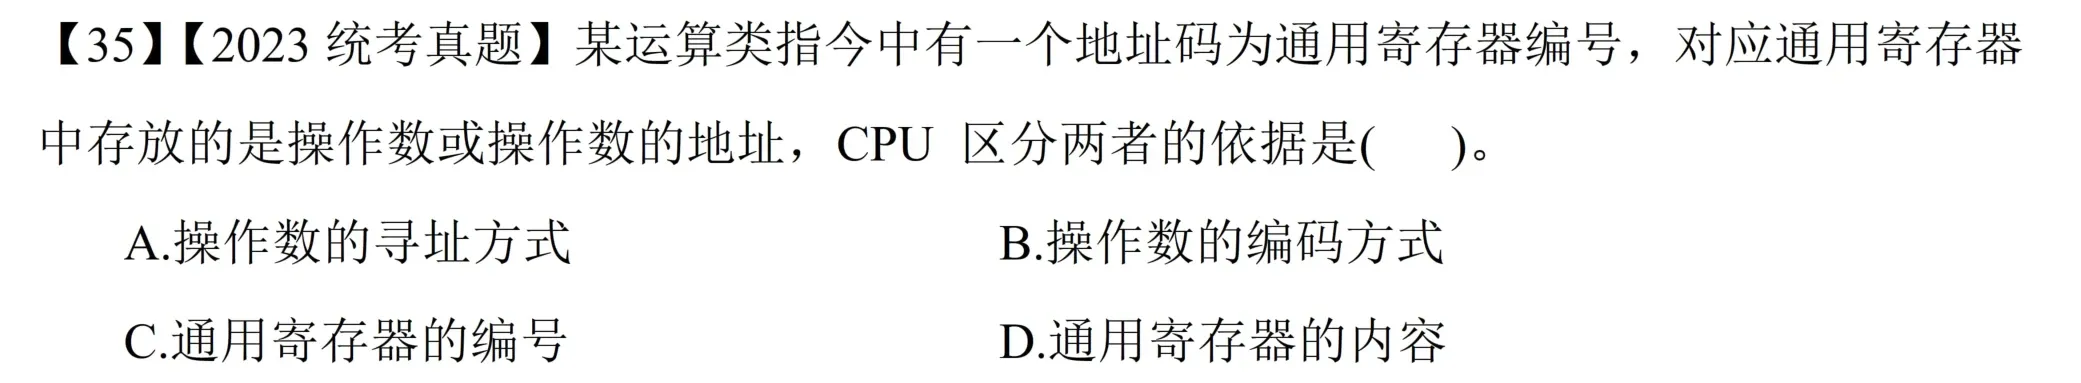 【35】【2023 统考真题】某运算类指今中有一个地址码为通用寄存器编号，对应通用寄存器
中存放的是操作数或操作数的地址，CPU 区分两者的依据是(    )。
A.操作数的寻址方式 B.操作数的编码方式
C.通用寄存器的编号 D.通用寄存器的内容